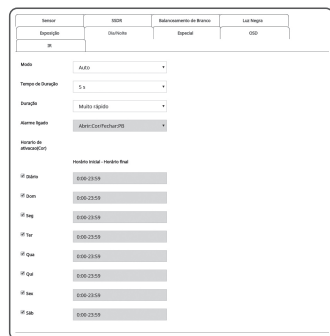 Sensor SSDR Balanceamento de Branco Luz Negra
Exposição Dia/Noite Especial OSD
IR
Modo Auto
Tempo de Duração 5 s
Duração Muito rápido
Alarme ligado Abrir:Cor/Fechar:PB
Horario de
ativacao(Cor)
Horário Inicial - Horário final
Diário 0:00-23:59
Dom 0:00-23:59
Seg 0:00-23:59
Ter 0:00-23:59
Qua 0:00-23:59
Qui 0:00-23:59
Sex 0:00-23:59
Sáb 0:00-23:59